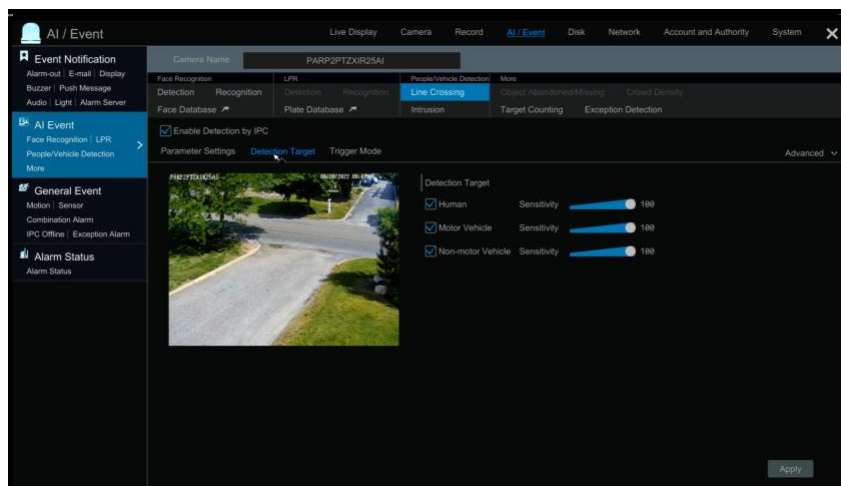 AI / Event
Live Display Camera Record AI / Event Disk Network Account and Authority System
Event Notification
Alarm-out | E-mail | Display
Buzzer | Push Message
Audio | Light | Alarm Server
AI Event
Face Recognition | LPR
People/Vehicle Detection
More
General Event
Motion | Sensor
Combination Alarm
IPC Offline | Exception Alarm
Alarm Status
Alarm Status
Camera Name PARP2PTZXIR25AI
Face Recognition LPR People/Vehicle Detection More
Detection Recognition Detection Recognition Line Crossing Object Abandoned/Missing Crowd Density
Face Database Plate Database Intrusion Target Counting Exception Detection
Enable Detection by IPC
Parameter Settings Detection Target Trigger Mode Advanced
PARP2PTZXIR25AI
Detection Target
Human Sensitivity 100
Motor Vehicle Sensitivity 100
Non-motor Vehicle Sensitivity 100
Apply